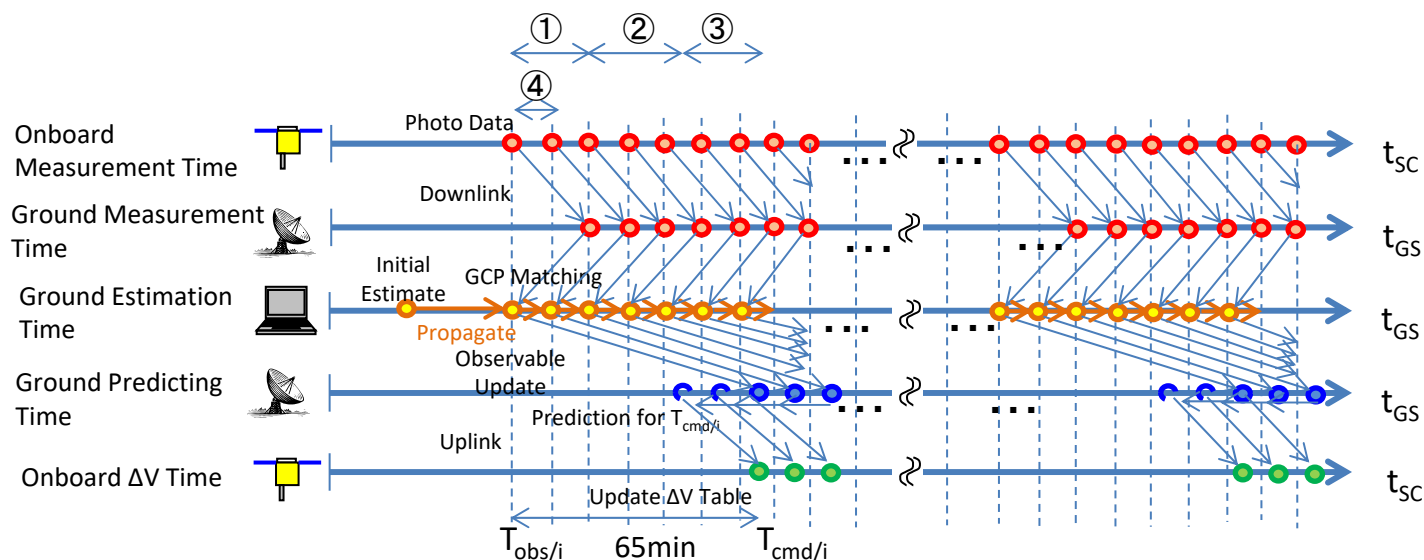 ① ② ③
④
Onboard
Measurement Time
Photo Data
t_SC
Downlink
Ground Measurement
Time
t_GS
Initial
Estimate
GCP Matching
Ground Estimation
Time
Propagate
Observable
Update
Ground Predicting
Time
t_GS
Prediction for T_cmd/i
Uplink
Onboard ΔV Time
t_SC
Update ΔV Table
T_obs/i 65min T_cmd/i